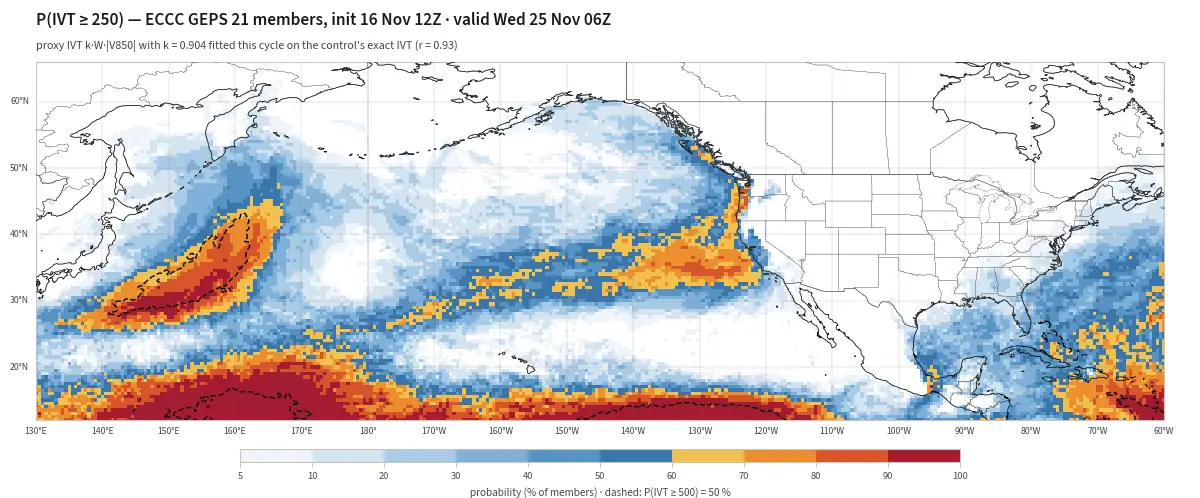 P(IVT ≥ 250) — ECCC GEPS 21 members, init 16 Nov 12Z · valid Wed 25 Nov 06Z
proxy IVT k·W·|V850| with k = 0.904 fitted this cycle on the control's exact IVT (r = 0.93)
60°N
50°N
40°N
30°N
20°N
130°E 140°E 150°E 160°E 170°E 180° 170°W 160°W 150°W 140°W 130°W 120°W 110°W 100°W 90°W 80°W 70°W 60°W
5 10 20 30 40 50 60 70 80 90 100
probability (% of members) · dashed: P(IVT ≥ 500) = 50 %